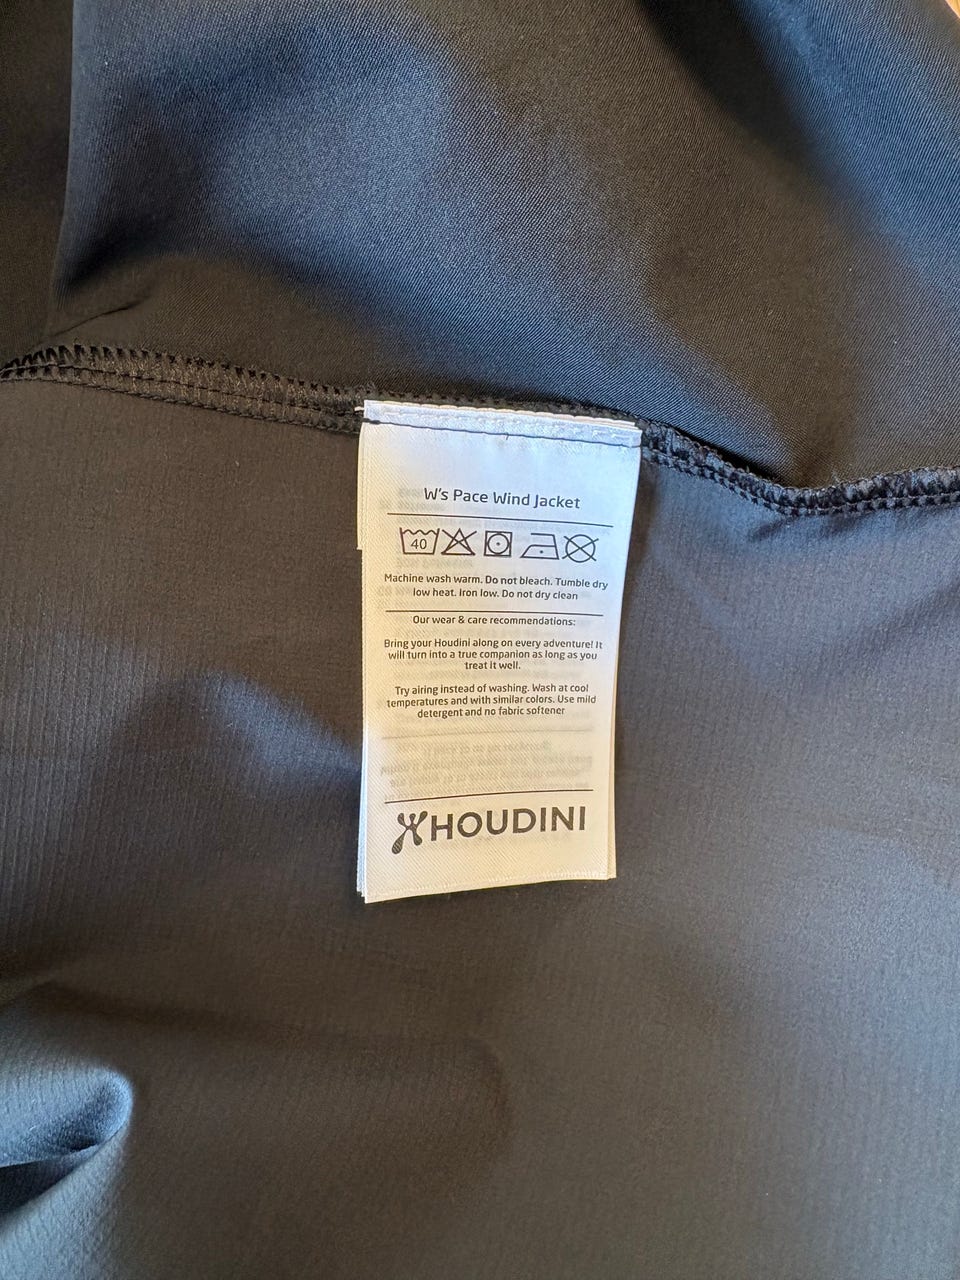 W's Pace Wind Jacket
40
Machine wash warm. Do not bleach. Tumble dry
low heat. Iron low. Do not dry clean
Our wear & care recommendations:
Bring your Houdini along on every adventure! It
will turn into a true companion as long as you
treat it well.
Try airing instead of washing. Wash at cool
temperatures and with similar colors. Use mild
detergent and no fabric softener
HOUDINI